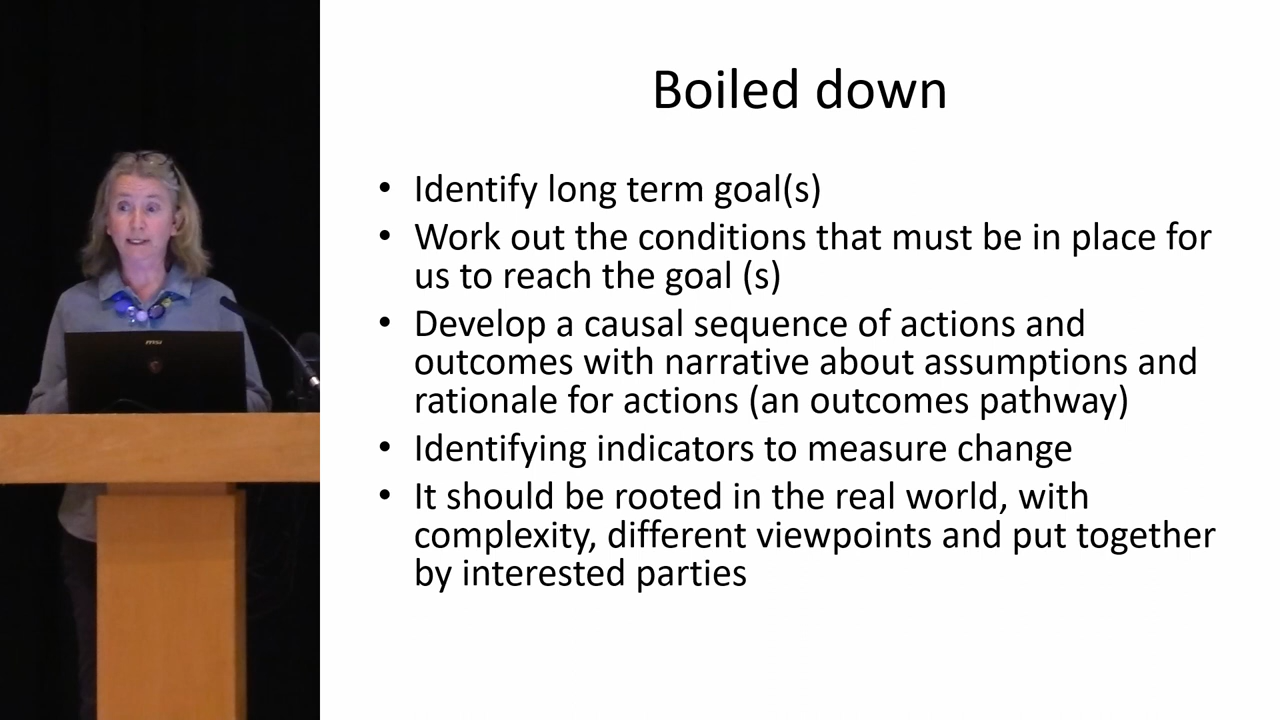 Boiled down
• Identify long term goal(s)
• Work out the conditions that must be in place for
us to reach the goal (s)
• Develop a causal sequence of actions and
outcomes with narrative about assumptions and
rationale for actions (an outcomes pathway)
• Identifying indicators to measure change
• It should be rooted in the real world, with
complexity, different viewpoints and put together
by interested parties
msi